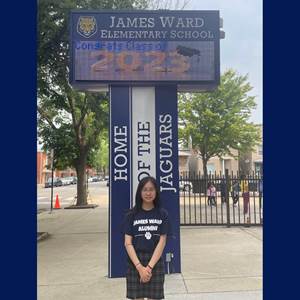 JAMES WARD
ELEMENTARY SCHOOL
Congrats Class of
2023
HOME
OF THE
JAGUARS
JAMES WARD
ALUMNI